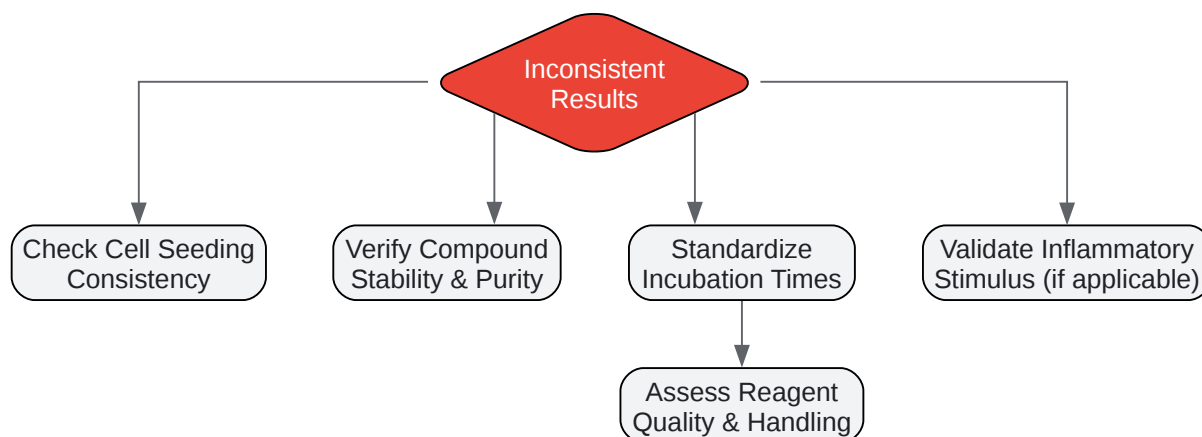 Inconsistent
Results
Check Cell Seeding
Consistency
Verify Compound
Stability & Purity
Standardize
Incubation Times
Validate Inflammatory
Stimulus (if applicable)
Assess Reagent
Quality & Handling